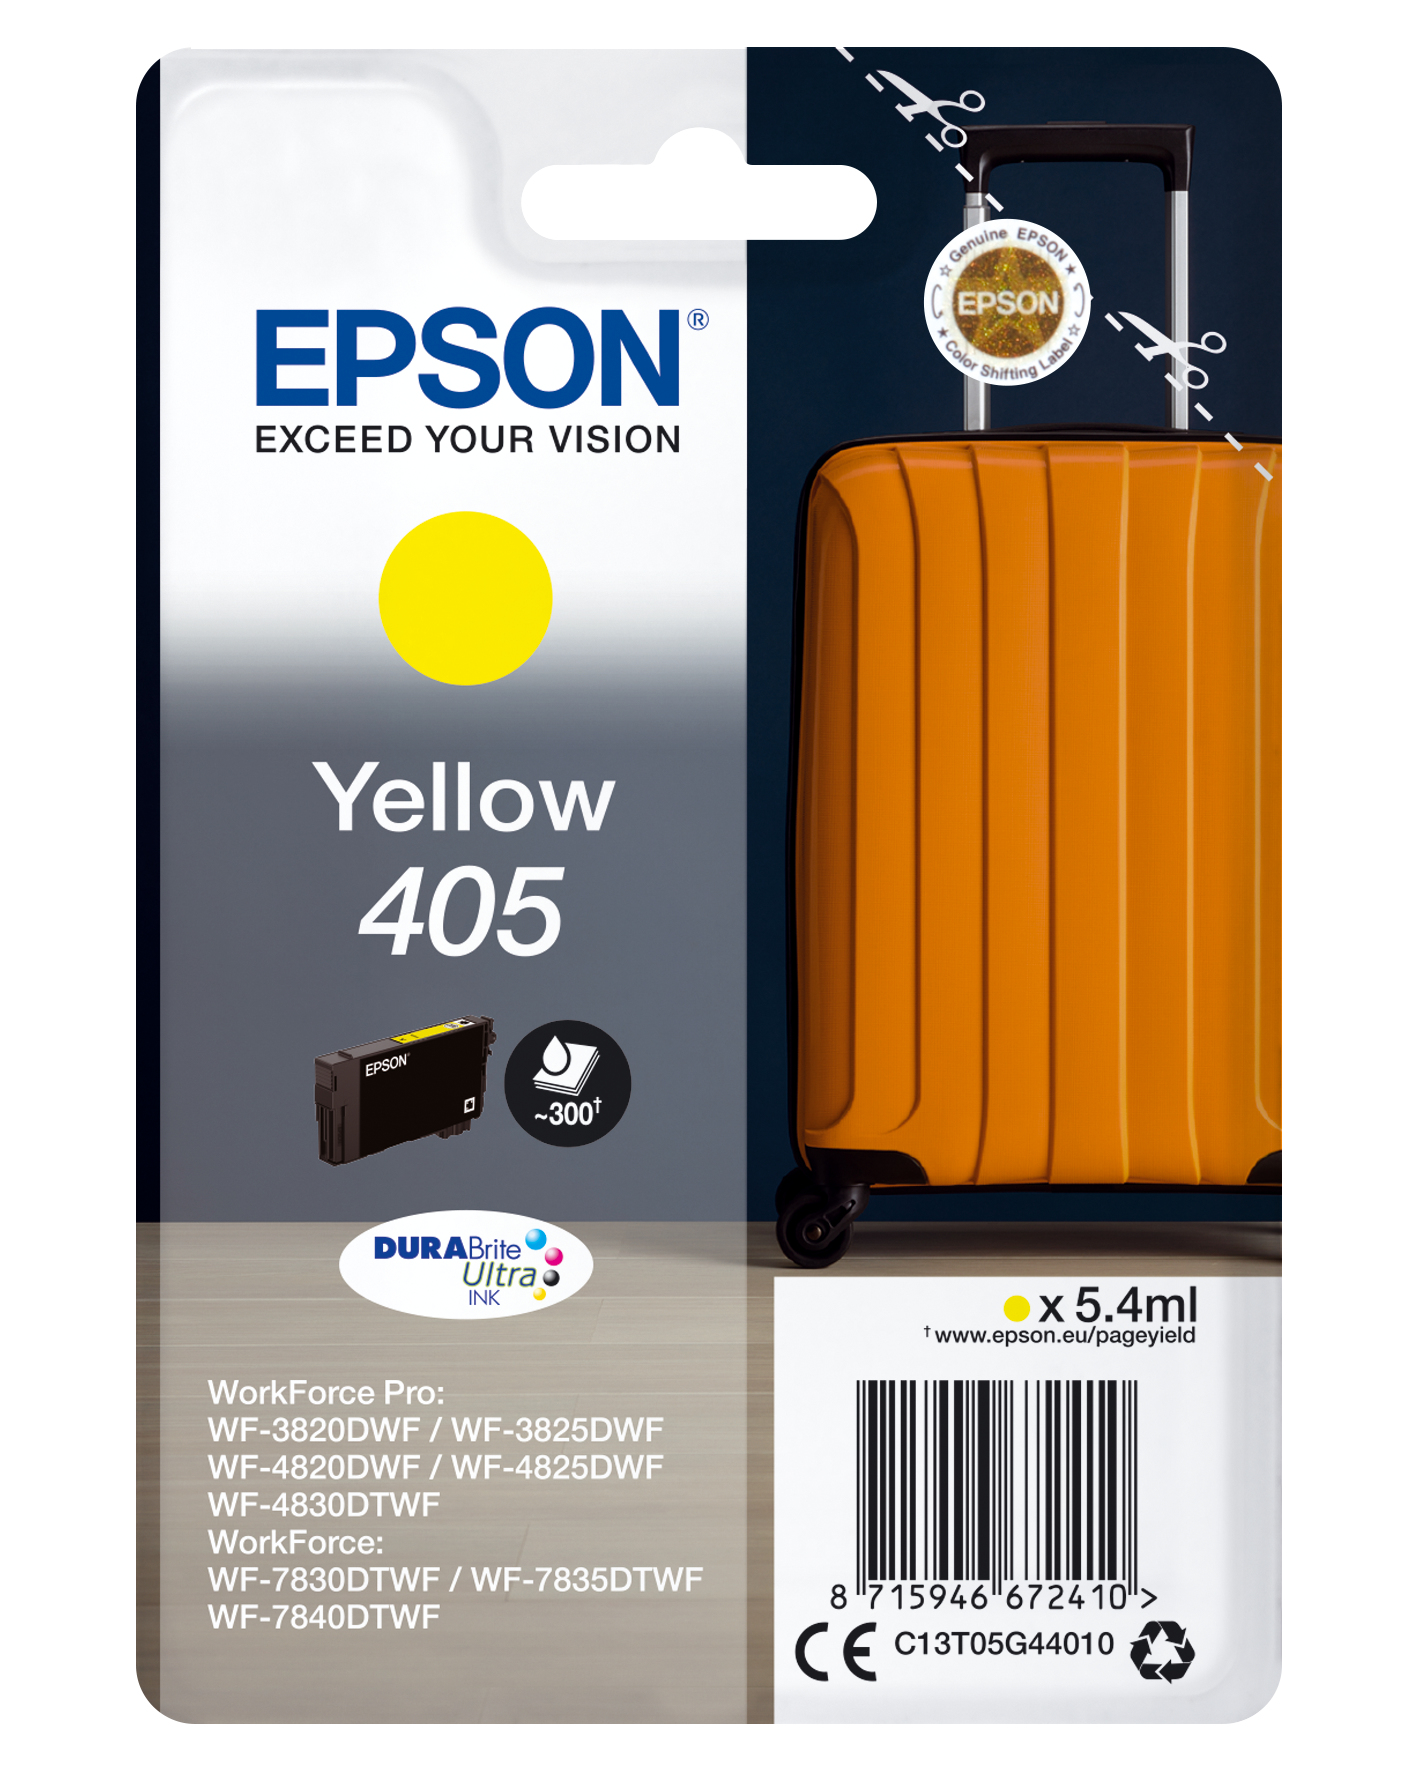 EPSON®
EXCEED YOUR VISION
Genuine EPSON
EPSON
Color Shifting Label
Yellow
405
EPSON
~300†
DURABrite
Ultra
INK
x 5.4ml
† www.epson.eu/pageyield
WorkForce Pro:
WF-3820DWF / WF-3825DWF
WF-4820DWF / WF-4825DWF
WF-4830DTWF
WorkForce:
WF-7830DTWF / WF-7835DTWF
WF-7840DTWF
8 715946 672410 >
CE C13T05G44010